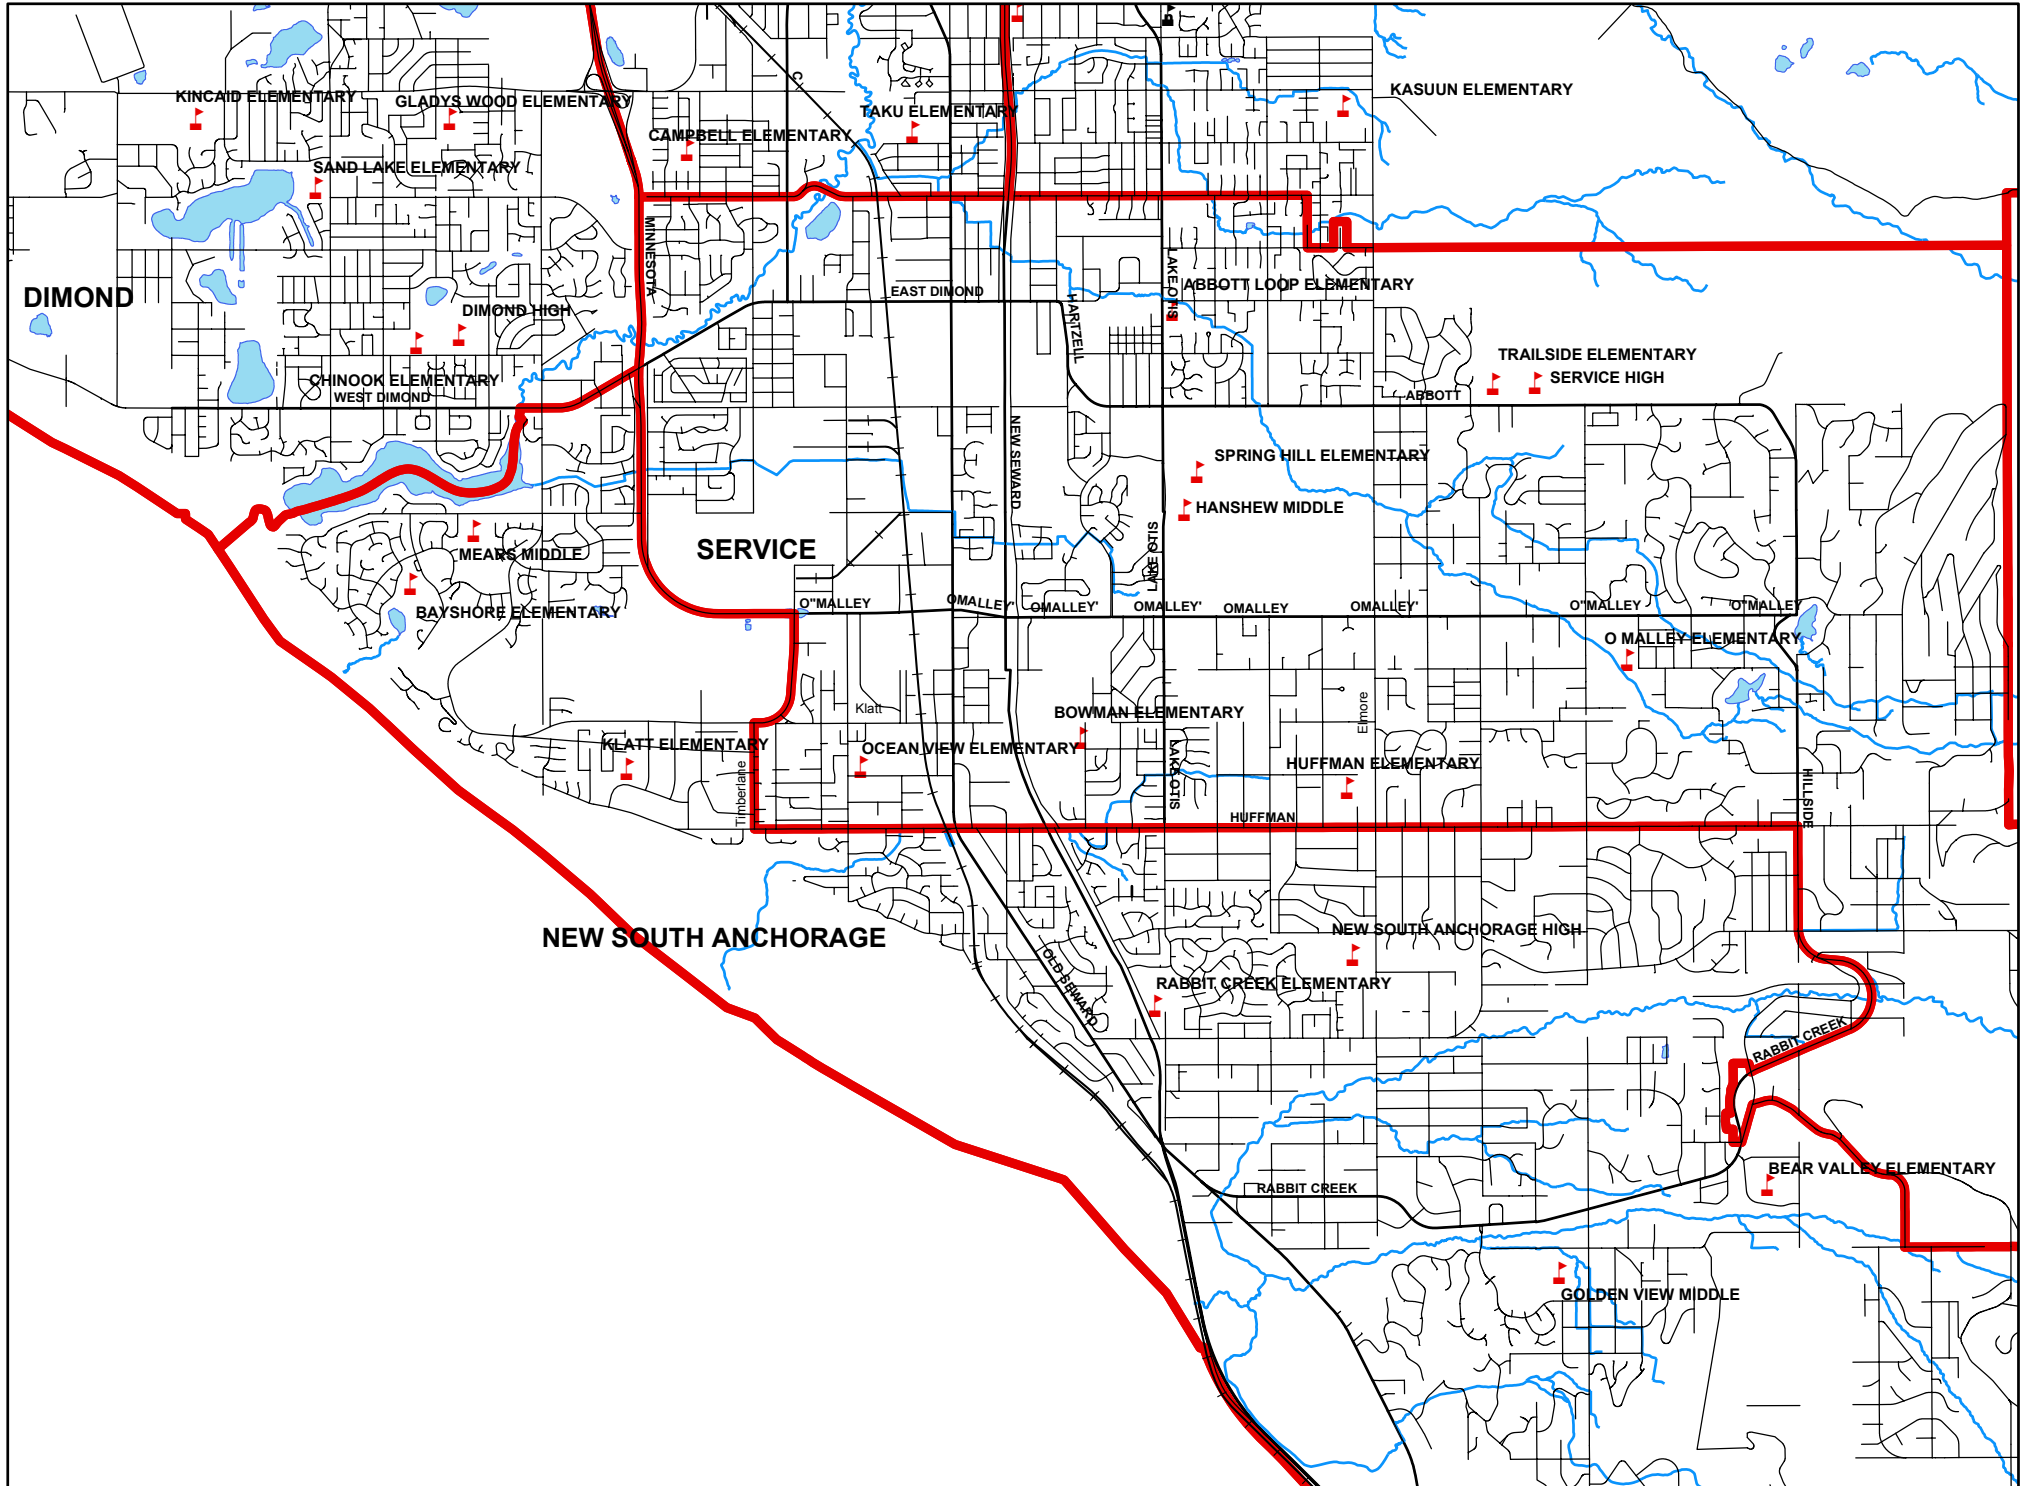 C
KINCAID ELEMENTARY
GLADYS WOOD ELEMENTARY
TAKU ELEMENTARY
KASUUN ELEMENTARY
CAMPBELL ELEMENTARY
SAND LAKE ELEMENTARY
MINNESOTA
DIMOND
DIMOND HIGH
EAST DIMOND
LAKE OTIS
ABBOTT LOOP ELEMENTARY
HARTZELL
CHINOOK ELEMENTARY
WEST DIMOND
TRAILSIDE ELEMENTARY
SERVICE HIGH
ABBOTT
NEW SEWARD
SPRING HILL ELEMENTARY
HANSHEW MIDDLE
MEARS MIDDLE
SERVICE
LAKE OTIS
BAYSHORE ELEMENTARY
O"MALLEY
OMALLEY'
OMALLEY'
OMALLEY'
OMALLEY
OMALLEY'
O"MALLEY
O"MALLEY
O MALLEY ELEMENTARY
Klatt
BOWMAN ELEMENTARY
Elmore
KLATT ELEMENTARY
OCEAN VIEW ELEMENTARY
LAKE OTIS
HUFFMAN ELEMENTARY
Timberlane
HUFFMAN
HILLSIDE
NEW SOUTH ANCHORAGE
NEW SOUTH ANCHORAGE HIGH
OLD SEWARD
RABBIT CREEK ELEMENTARY
RABBIT CREEK
BEAR VALLEY ELEMENTARY
RABBIT CREEK
GOLDEN VIEW MIDDLE